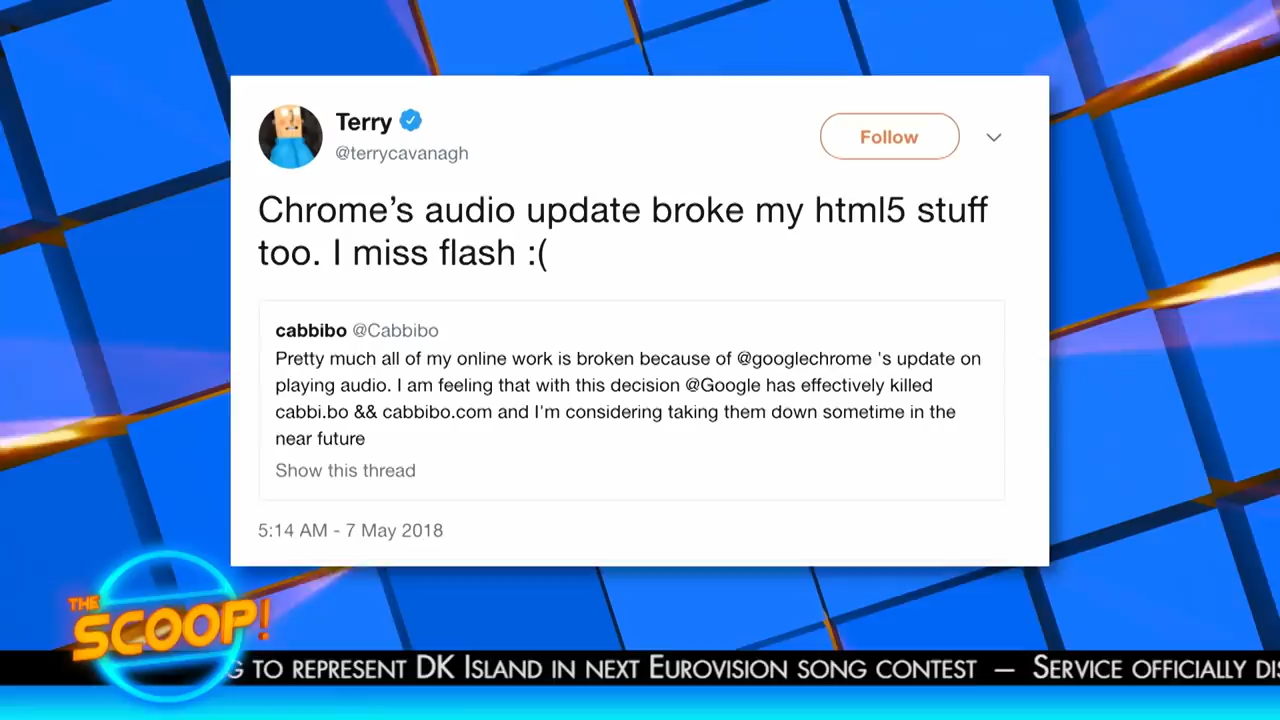 Terry
@terrycavanagh
Follow
Chrome’s audio update broke my html5 stuff
too. I miss flash :(
cabbibo @Cabbibo
Pretty much all of my online work is broken because of @googlechrome 's update on
playing audio. I am feeling that with this decision @Google has effectively killed
cabbi.bo && cabbibo.com and I'm considering taking them down sometime in the
near future
Show this thread
5:14 AM - 7 May 2018
THE
SCOOP!
G TO REPRESENT DK ISLAND IN NEXT EUROVISION SONG CONTEST — SERVICE OFFICIALLY DIS